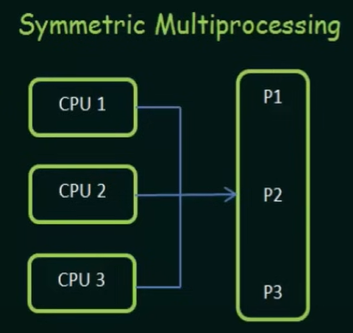 Symmetric Multiprocessing
CPU 1
P1
CPU 2
P2
CPU 3
P3